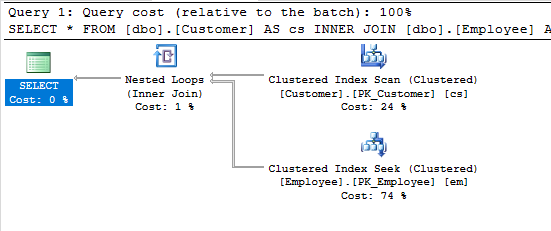 Query 1: Query cost (relative to the batch): 100%
SELECT * FROM [dbo].[Customer] AS cs INNER JOIN [dbo].[Employee] A
SELECT
Cost: 0 %
Nested Loops
(Inner Join)
Cost: 1 %
Clustered Index Scan (Clustered)
[Customer].[PK_Customer] [cs]
Cost: 24 %
Clustered Index Seek (Clustered)
[Employee].[PK_Employee] [em]
Cost: 74 %